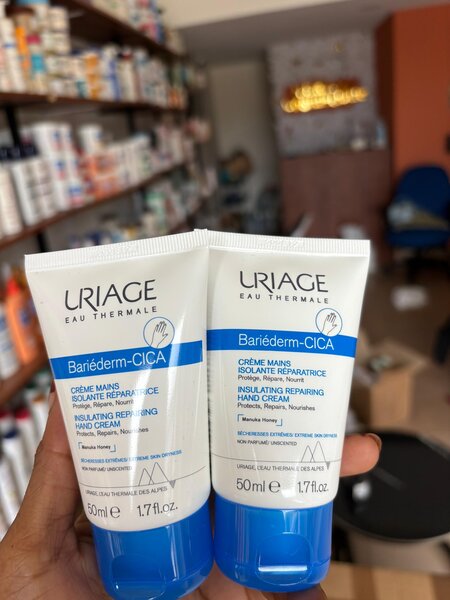 URIAGE
EAU THERMALE
Bariéderm-CICA
CRÈME MAINS
ISOLANTE RÉPARATRICE
Protège, Répare, Nourrit
INSULATING REPAIRING
HAND CREAM
Protects, Repairs, Nourishes
Manuka Honey
SÉCHERESSES EXTRÊMES/ EXTREME SKIN DRYNESS
NON PARFUMÉ/ UNSCENTED
URIAGE, L'EAU THERMALE DES ALPES
50ml e 1.7fl.oz.
URIAGE
EAU THERMALE
Bariéderm-CICA
CRÈME MAINS
ISOLANTE RÉPARATRICE
Protège, Répare, Nourrit
INSULATING REPAIRING
HAND CREAM
Protects, Repairs, Nourishes
Manuka Honey
SÉCHERESSES EXTRÊMES/ EXTREME SKIN DRYNESS
NON PARFUMÉ/ UNSCENTED
URIAGE, L'EAU THERMALE DES ALPES
50ml e 1.7fl.oz.